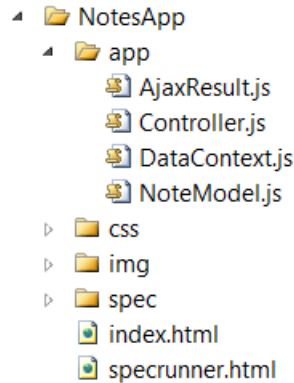 NotesApp
app
AjaxResult.js
Controller.js
DataContext.js
NoteModel.js
css
img
spec
index.html
specrunner.html